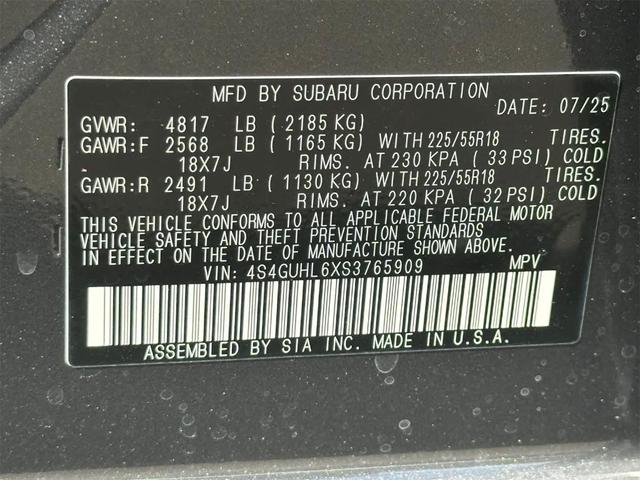 MFD BY SUBARU CORPORATION
DATE: 07/25
GVWR: 4817 LB ( 2185 KG)
GAWR: F 2568 LB ( 1165 KG) WITH 225/55R18 TIRES.
18X7J RIMS. AT 230 KPA ( 33 PSI) COLD
GAWR: R 2491 LB ( 1130 KG) WITH 225/55R18 TIRES.
18X7J RIMS. AT 220 KPA ( 32 PSI) COLD
THIS VEHICLE CONFORMS TO ALL APPLICABLE FEDERAL MOTOR
VEHICLE SAFETY AND THEFT PREVENTION STANDARDS
IN EFFECT ON THE DATE OF MANUFACTURE SHOWN ABOVE.
VIN: 4S4GUHL6XS3765909 MPV
ASSEMBLED BY SIA INC. MADE IN U.S.A.